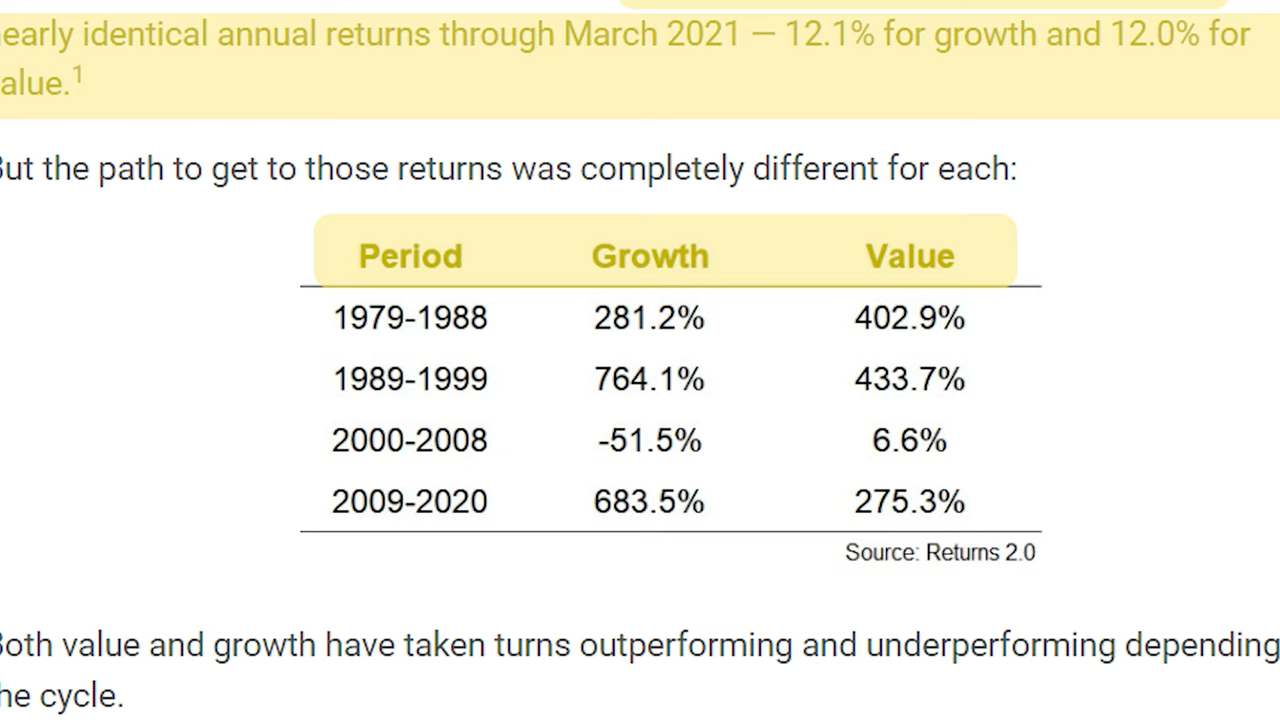 early identical annual returns through March 2021 — 12.1% for growth and 12.0% for
alue.¹
But the path to get to those returns was completely different for each:
Period Growth Value
1979-1988 281.2% 402.9%
1989-1999 764.1% 433.7%
2000-2008 -51.5% 6.6%
2009-2020 683.5% 275.3%
Source: Returns 2.0
Both value and growth have taken turns outperforming and underperforming depending
he cycle.